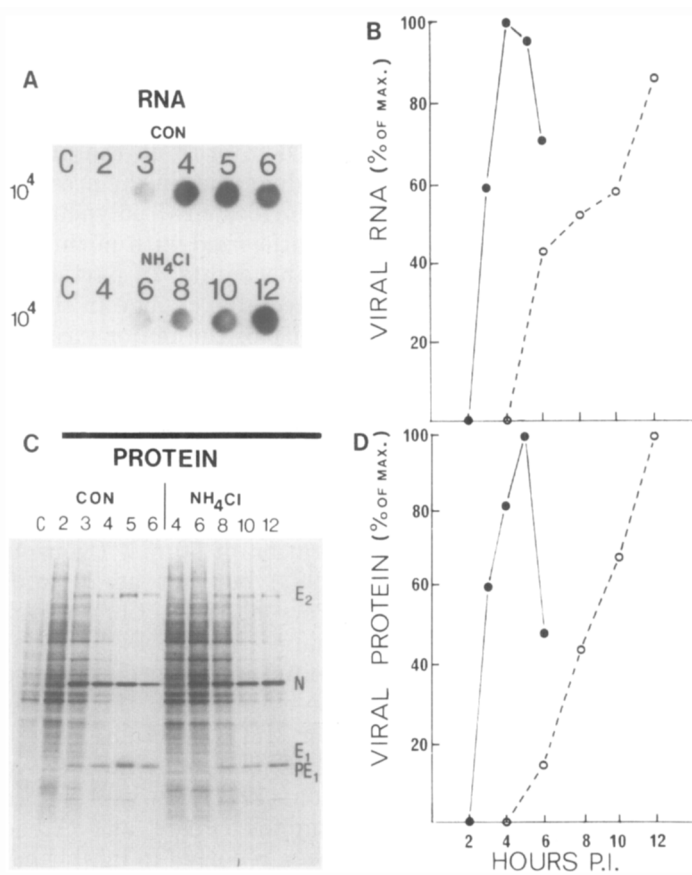 A
RNA
CON
C 2 3 4 5 6
10⁴
NH₄Cl
C 4 6 8 10 12
10⁴
B
VIRAL RNA (% OF MAX.)
100
80
60
40
20
C
PROTEIN
CON NH₄Cl
C 2 3 4 5 6 4 6 8 10 12
E₂
N
E₁
PE₁
D
VIRAL PROTEIN (% OF MAX.)
100
80
60
40
20
2 4 6 8 10 12
HOURS P.I.